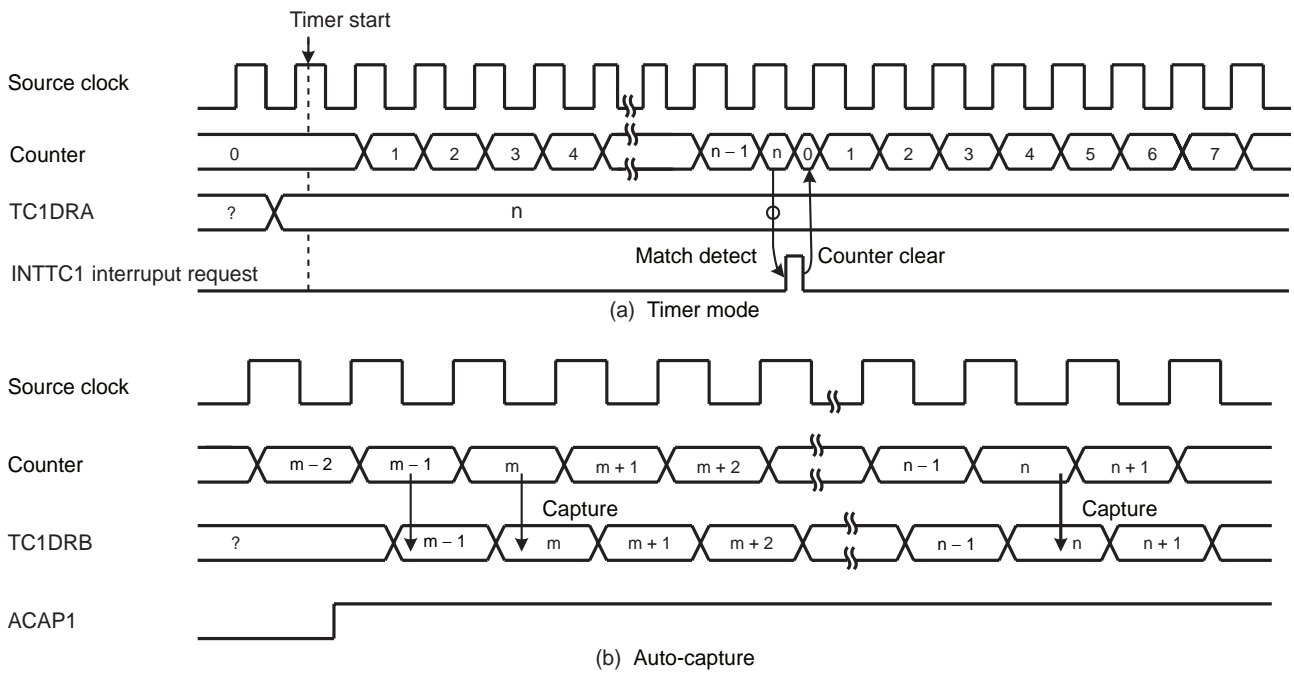 Timer start
Source clock
Counter 0 1 2 3 4 n – 1 n 0 1 2 3 4 5 6 7
TC1DRA ? n
Match detect Counter clear
INTTC1 interruput request
(a) Timer mode
Source clock
Counter m – 2 m – 1 m m + 1 m + 2 n – 1 n n + 1
Capture Capture
TC1DRB ? m – 1 m m + 1 m + 2 n – 1 n n + 1
ACAP1
(b) Auto-capture